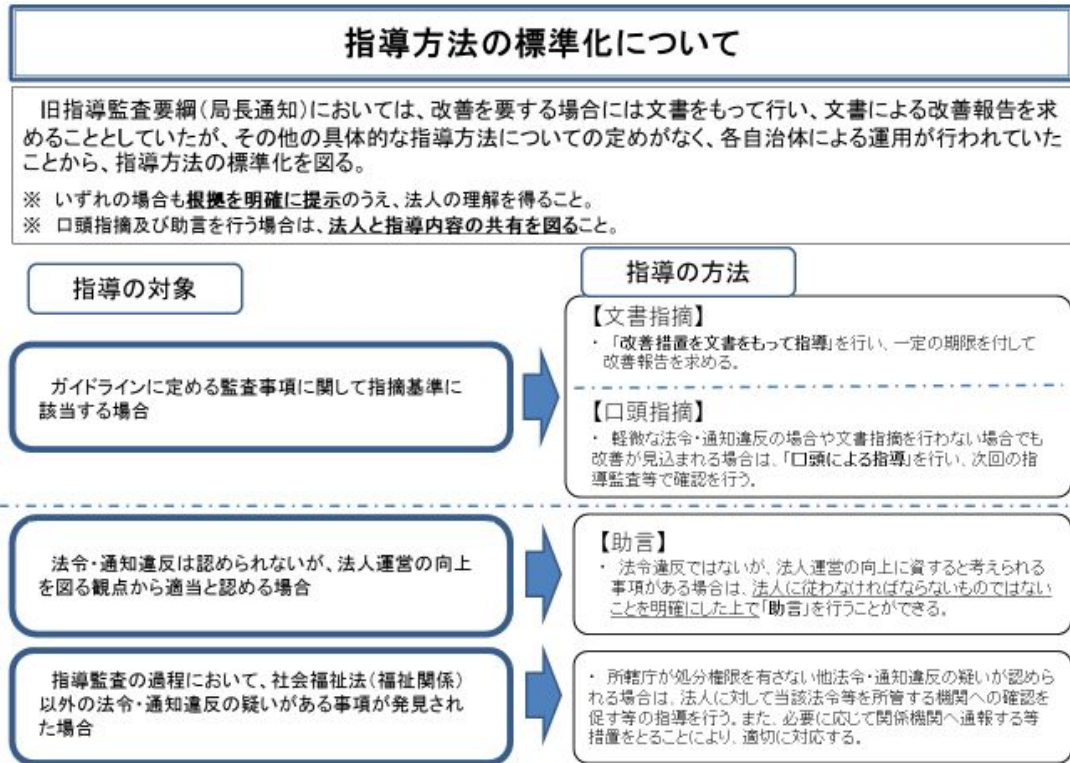 指導方法の標準化について
旧指導監査要綱(局長通知)においては、改善を要する場合には文書をもって行い、文書による改善報告を求
めることとしていたが、その他の具体的な指導方法についての定めがなく、各自治体による運用が行われていた
ことから、指導方法の標準化を図る。
※ いずれの場合も根拠を明確に提示のうえ、法人の理解を得ること。
※ 口頭指摘及び助言を行う場合は、法人と指導内容の共有を図ること。
指導の対象
指導の方法
ガイドラインに定める監査事項に関して指摘基準に
該当する場合
【文書指摘】
・ 「改善措置を文書をもって指導」を行い、一定の期限を付して
改善報告を求める。
【口頭指摘】
・ 軽微な法令・通知違反の場合や文書指摘を行わない場合でも
改善が見込まれる場合は、「口頭による指導」を行い、次回の指
導監査等で確認を行う。
法令・通知違反は認められないが、法人運営の向上
を図る観点から適当と認める場合
【助言】
・ 法令違反ではないが、法人運営の向上に資すると考えられる
事項がある場合は、法人に従わなければならないものではない
ことを明確にした上で「助言」を行うことができる。
指導監査の過程において、社会福祉法(福祉関係)
以外の法令・通知違反の疑いがある事項が発見され
た場合
・ 所轄庁が処分権限を有さない他法令・通知違反の疑いが認めら
れる場合は、法人に対して当該法令等を所管する機関への確認を
促す等の指導を行う。また、必要に応じて関係機関へ通報する等
措置をとることにより、適切に対応する。